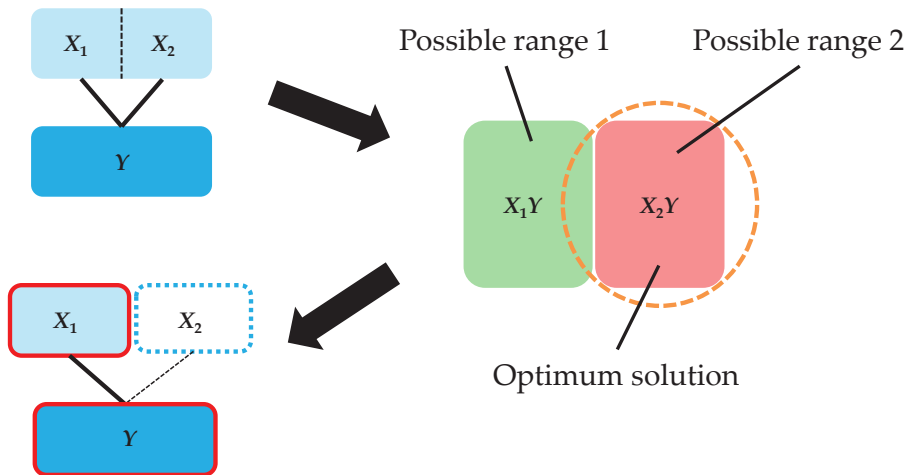 X₁ X₂
Y
Possible range 1 Possible range 2
X₁Y X₂Y
Optimum solution
X₁ X₂
Y